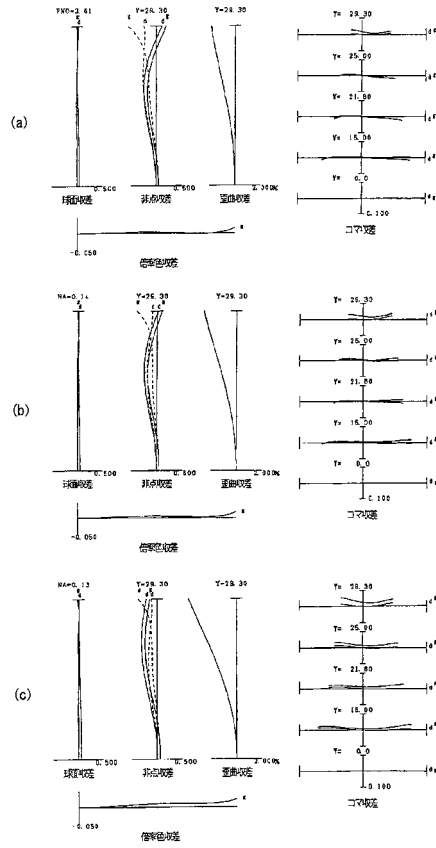 (a)
FNO=3.61
Y=28.30
Y=28.30
g
d
g
d
d
g
0.500
球面収差
0.500
非点収差
2.000%
歪曲収差
-0.050
g
倍率色収差
Y= 28.30
Y= 25.00
Y= 21.80
Y= 15.00
Y= 0.0
d g
d g
d g
d g
d g
0.100
コマ収差
(b)
NA=0.14
Y=28.30
Y=29.30
g
d
g
0.500
球面収差
0.500
非点収差
2.000%
歪曲収差
-0.050
g
倍率色収差
Y= 28.30
Y= 25.00
Y= 21.80
Y= 15.00
Y= 0.0
d g
d g
d g
d g
d g
0.100
コマ収差
(c)
NA=0.13
Y=28.30
Y=28.30
g
d
0.500
球面収差
0.500
非点収差
2.000%
歪曲収差
-0.050
g
倍率色収差
Y= 28.30
Y= 25.00
Y= 21.80
Y= 15.00
Y= 0.0
d g
d g
d g
d g
d g
0.100
コマ収差